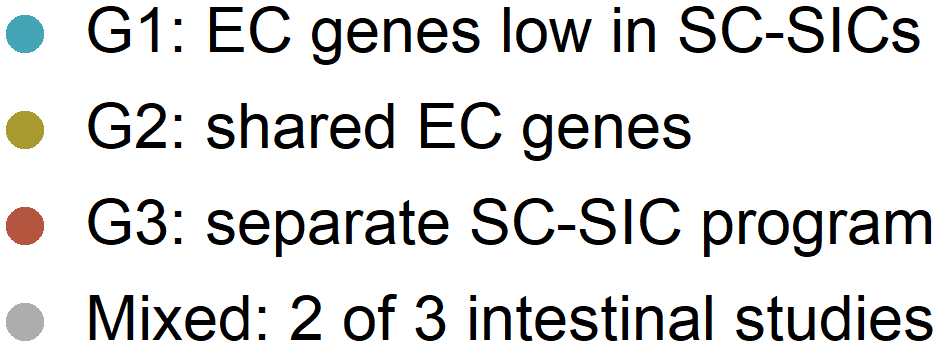 G1: EC genes low in SC-SICs
G2: shared EC genes
G3: separate SC-SIC program
Mixed: 2 of 3 intestinal studies